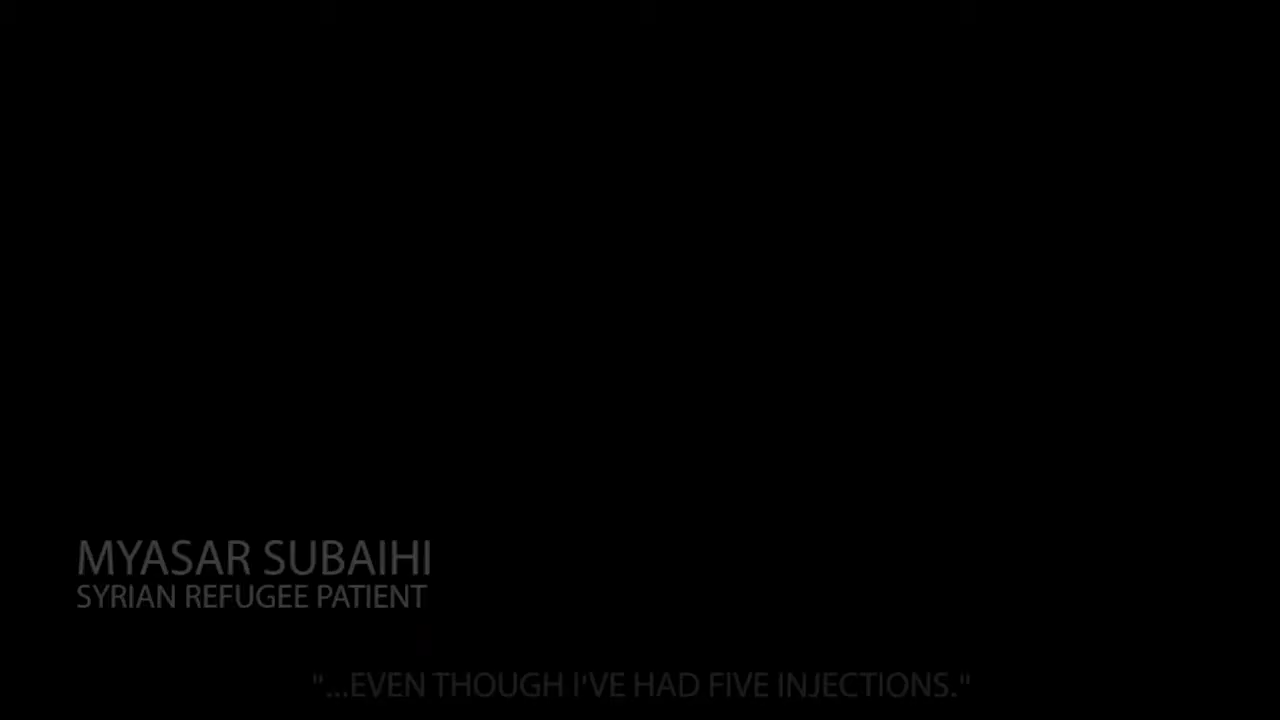 MYASAR SUBAIHI
SYRIAN REFUGEE PATIENT
"...EVEN THOUGH I'VE HAD FIVE INJECTIONS."